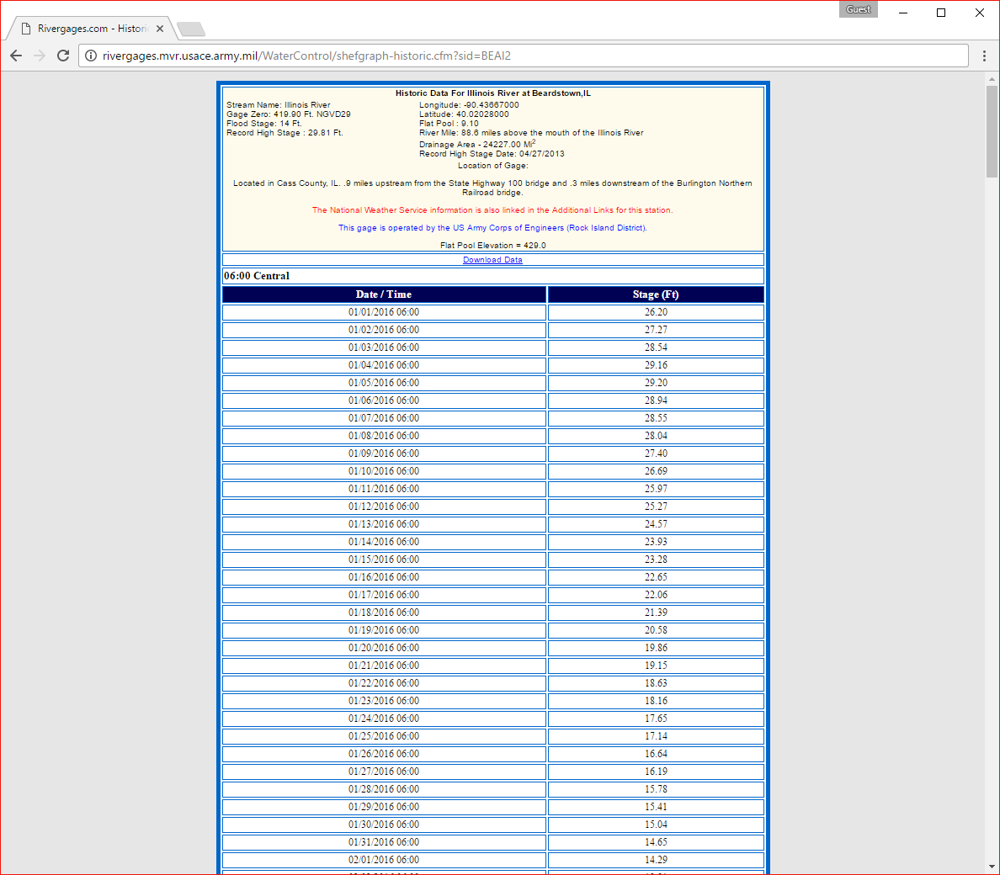 Guest
Rivergages.com - Histori
rivergages.mvr.usace.army.mil/WaterControl/shefgraph-historic.cfm?sid=BEAI2
Historic Data For Illinois River at Beardstown,IL
Stream Name: Illinois River
Gage Zero: 419.90 Ft. NGVD29
Flood Stage: 14 Ft.
Record High Stage : 29.81 Ft.
Longitude: -90.43667000
Latitude: 40.02028000
Flat Pool : 9.10
River Mile: 88.6 miles above the mouth of the Illinois River
Drainage Area - 24227.00 Mi²
Record High Stage Date: 04/27/2013
Location of Gage:
Located in Cass County, IL. .9 miles upstream from the State Highway 100 bridge and .3 miles downstream of the Burlington Northern
Railroad bridge.
The National Weather Service information is also linked in the Additional Links for this station.
This gage is operated by the US Army Corps of Engineers (Rock Island District).
Flat Pool Elevation = 429.0
Download Data
06:00 Central
Date / Time Stage (Ft)
01/01/2016 06:00 26.20
01/02/2016 06:00 27.27
01/03/2016 06:00 28.54
01/04/2016 06:00 29.16
01/05/2016 06:00 29.20
01/06/2016 06:00 28.94
01/07/2016 06:00 28.55
01/08/2016 06:00 28.04
01/09/2016 06:00 27.40
01/10/2016 06:00 26.69
01/11/2016 06:00 25.97
01/12/2016 06:00 25.27
01/13/2016 06:00 24.57
01/14/2016 06:00 23.93
01/15/2016 06:00 23.28
01/16/2016 06:00 22.65
01/17/2016 06:00 22.06
01/18/2016 06:00 21.39
01/19/2016 06:00 20.58
01/20/2016 06:00 19.86
01/21/2016 06:00 19.15
01/22/2016 06:00 18.63
01/23/2016 06:00 18.16
01/24/2016 06:00 17.65
01/25/2016 06:00 17.14
01/26/2016 06:00 16.64
01/27/2016 06:00 16.19
01/28/2016 06:00 15.78
01/29/2016 06:00 15.41
01/30/2016 06:00 15.04
01/31/2016 06:00 14.65
02/01/2016 06:00 14.29